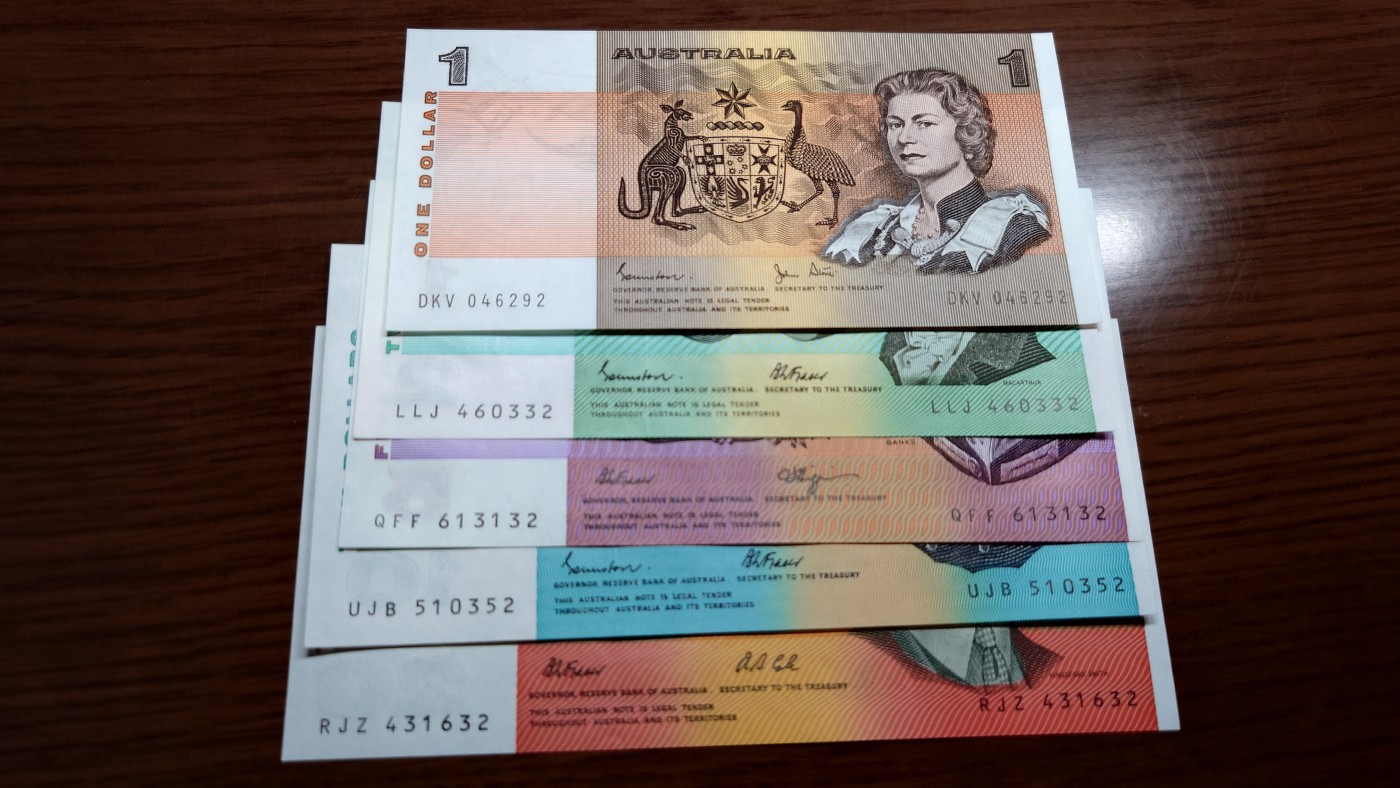 1
AUSTRALIA
1
ONE DOLLAR
GOVERNOR, RESERVE BANK OF AUSTRALIA. SECRETARY TO THE TREASURY
THIS AUSTRALIAN NOTE IS LEGAL TENDER
THROUGHOUT AUSTRALIA AND ITS TERRITORIES
DKV 046292
DKV 046292
MACARTHUR
GOVERNOR, RESERVE BANK OF AUSTRALIA. SECRETARY TO THE TREASURY
THIS AUSTRALIAN NOTE IS LEGAL TENDER
THROUGHOUT AUSTRALIA AND ITS TERRITORIES
LLJ 460332
LLJ 460332
BANKS
GOVERNOR, RESERVE BANK OF AUSTRALIA. SECRETARY TO THE TREASURY
THIS AUSTRALIAN NOTE IS LEGAL TENDER
THROUGHOUT AUSTRALIA AND ITS TERRITORIES
QFF 613132
QFF 613132
GOVERNOR, RESERVE BANK OF AUSTRALIA. SECRETARY TO THE TREASURY
THIS AUSTRALIAN NOTE IS LEGAL TENDER
THROUGHOUT AUSTRALIA AND ITS TERRITORIES
UJB 510352
UJB 510352
KINGSFORD SMITH
GOVERNOR, RESERVE BANK OF AUSTRALIA. SECRETARY TO THE TREASURY
THIS AUSTRALIAN NOTE IS LEGAL TENDER
THROUGHOUT AUSTRALIA AND ITS TERRITORIES
RJZ 431632
RJZ 431632